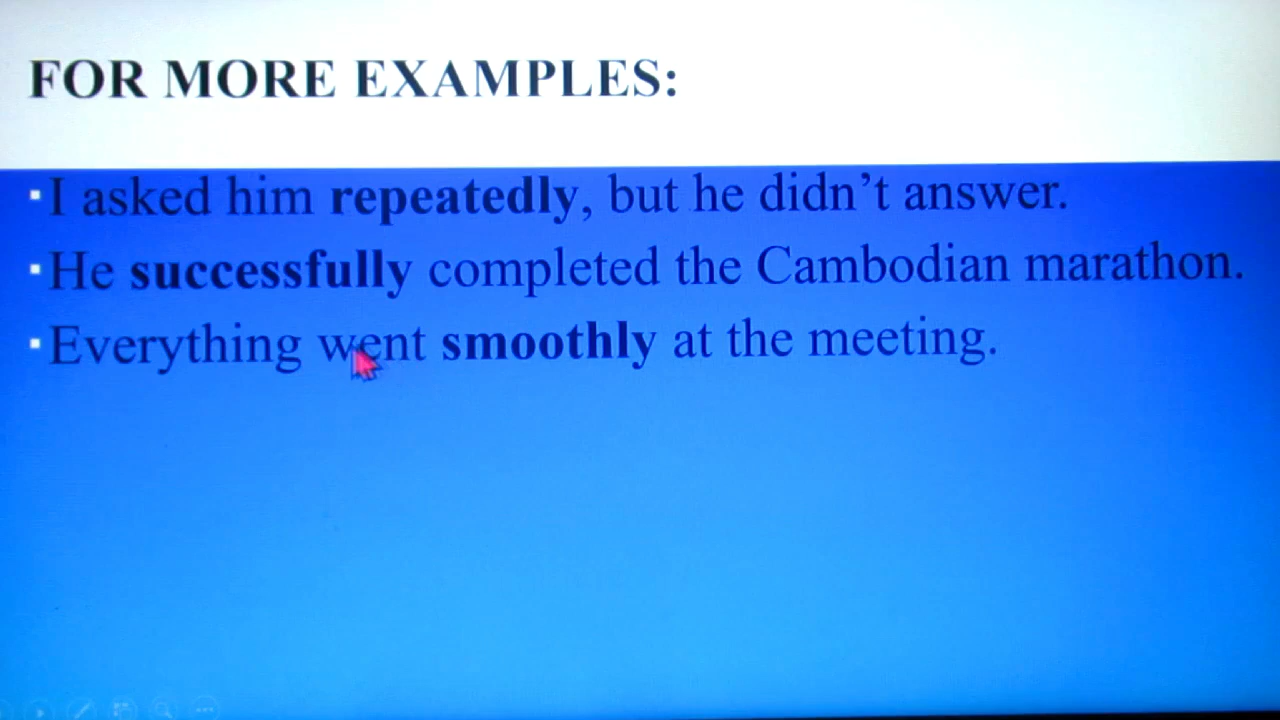 FOR MORE EXAMPLES:
▪I asked him repeatedly, but he didn’t answer.
▪He successfully completed the Cambodian marathon.
▪Everything went smoothly at the meeting.